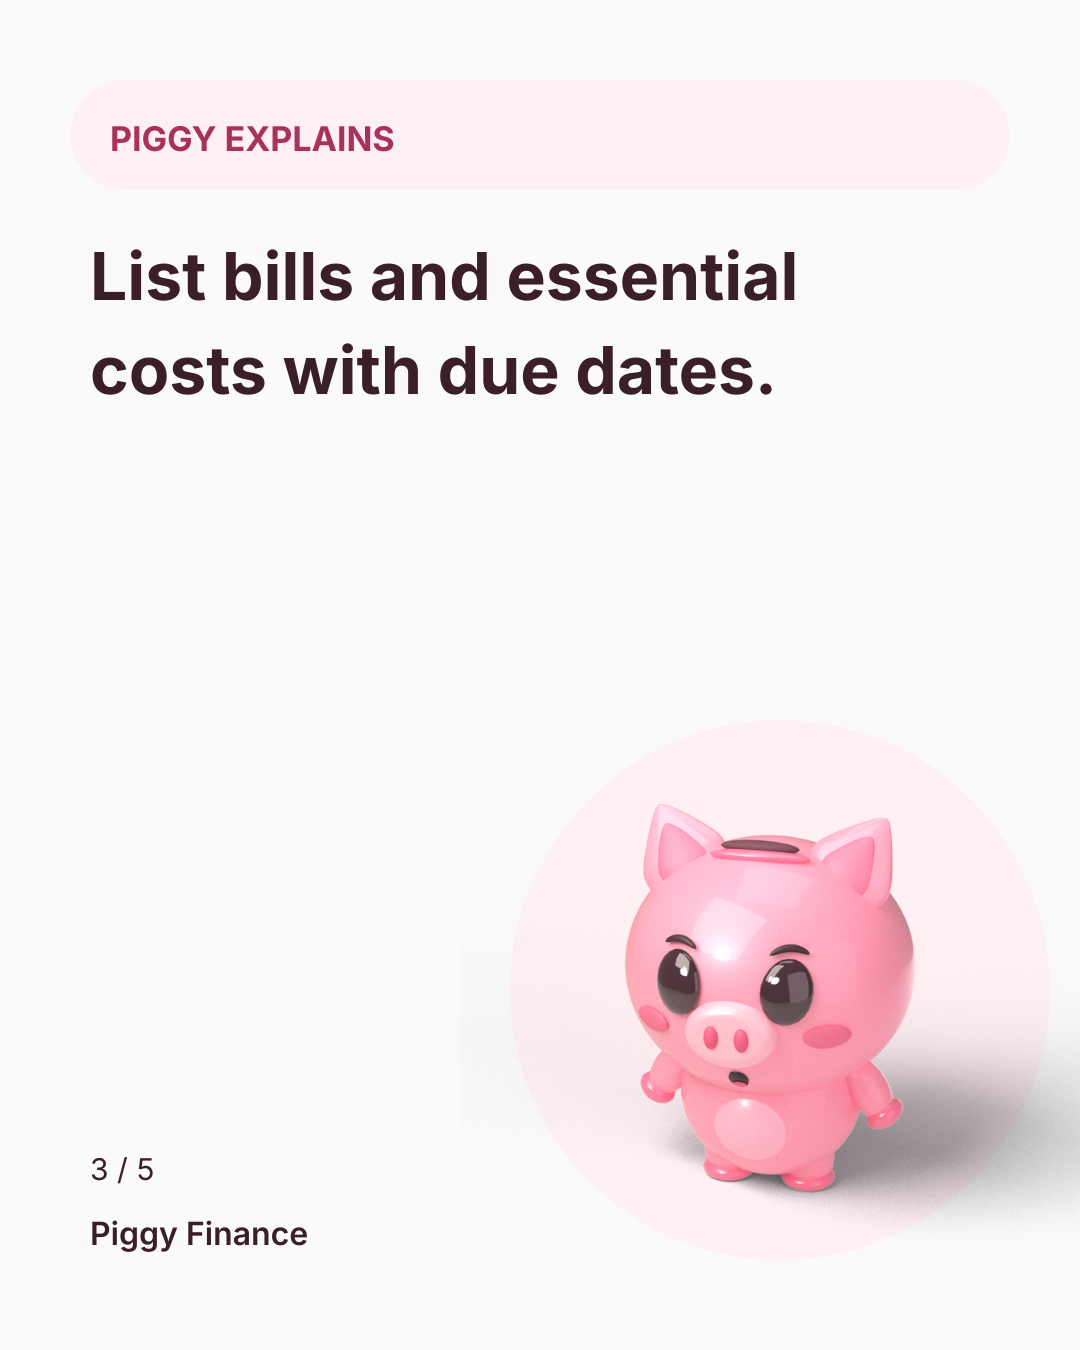 PIGGY EXPLAINS
List bills and essential
costs with due dates.
3 / 5
Piggy Finance